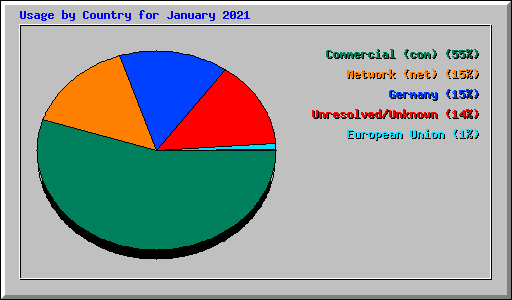 Usage by Country for January 2021
Commercial (com) (55%)
Network (net) (15%)
Germany (15%)
Unresolved/Unknown (14%)
European Union (1%)